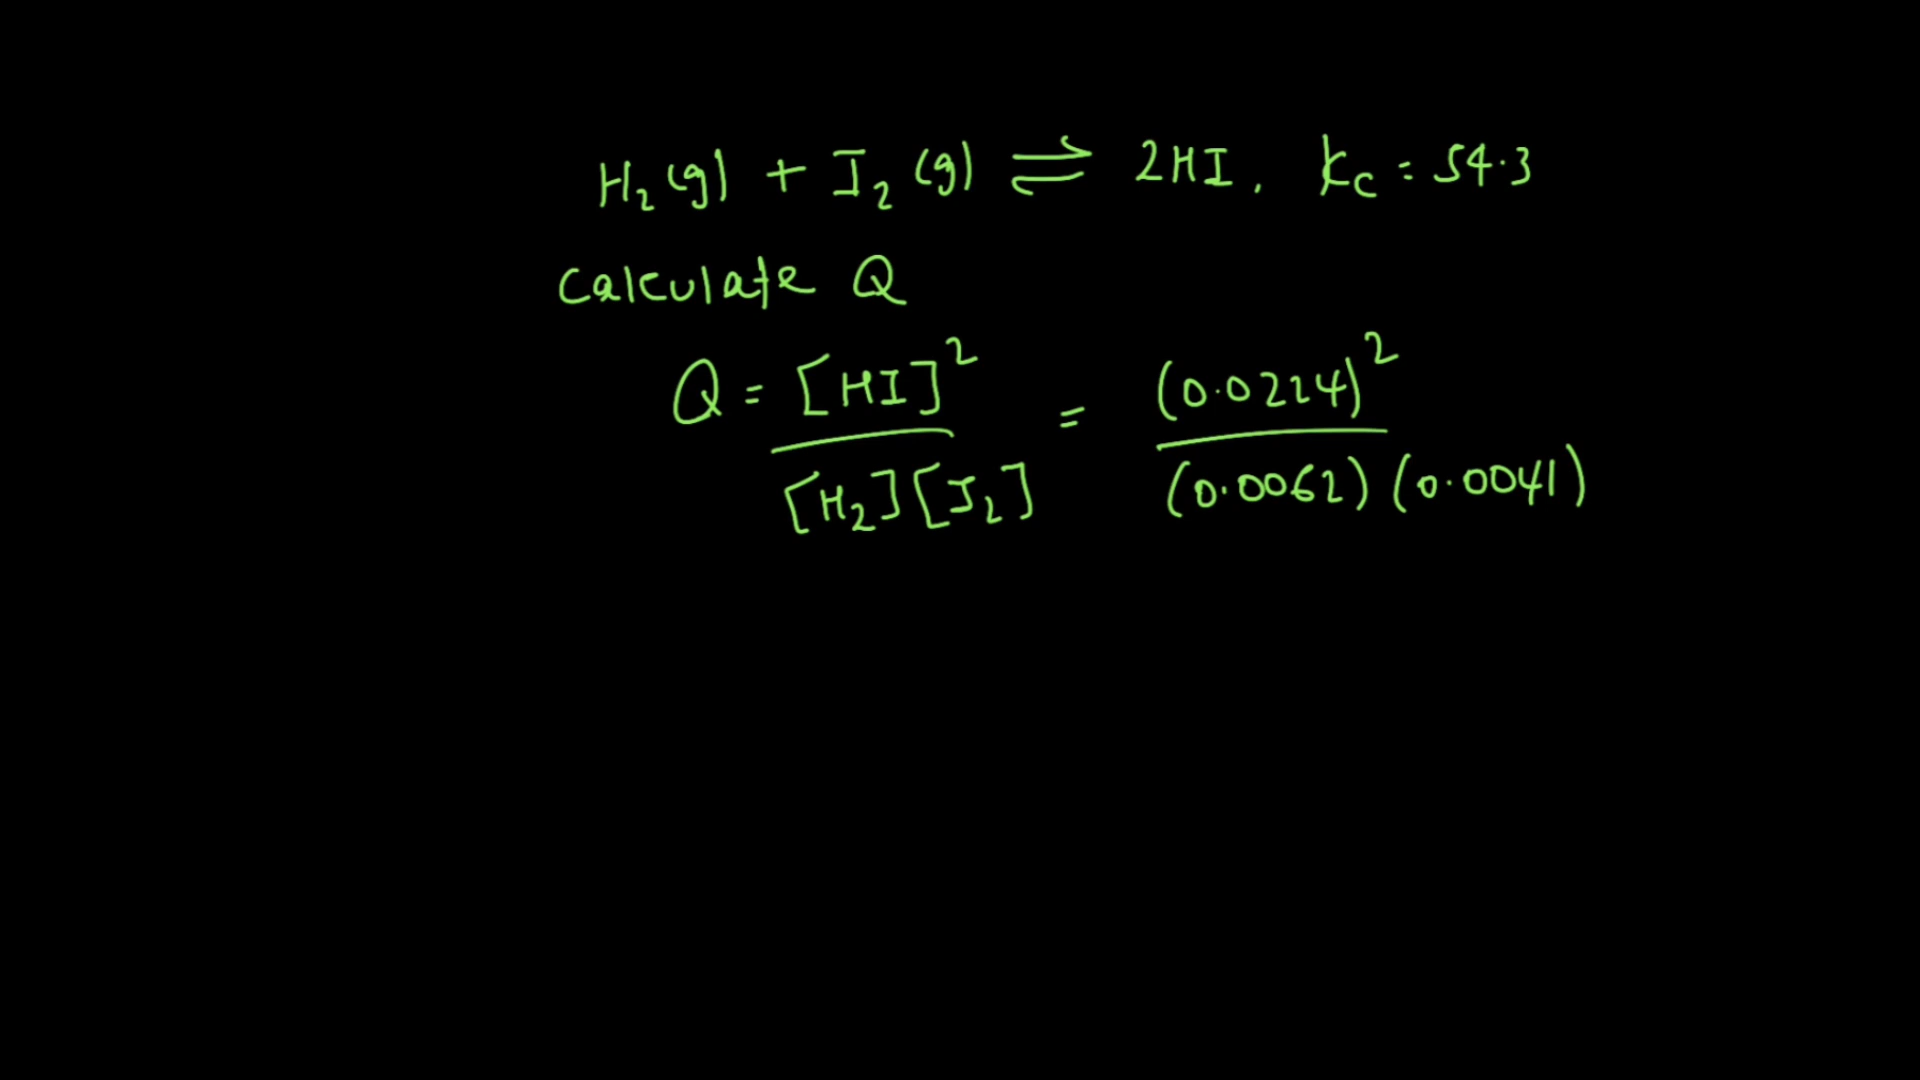 H₂(g) + I₂(g) ⇌ 2HI, Kc = 54.3
Calculate Q
Q = [HI]² / [H₂][I₂] = (0.0224)² / (0.0062)(0.0041)